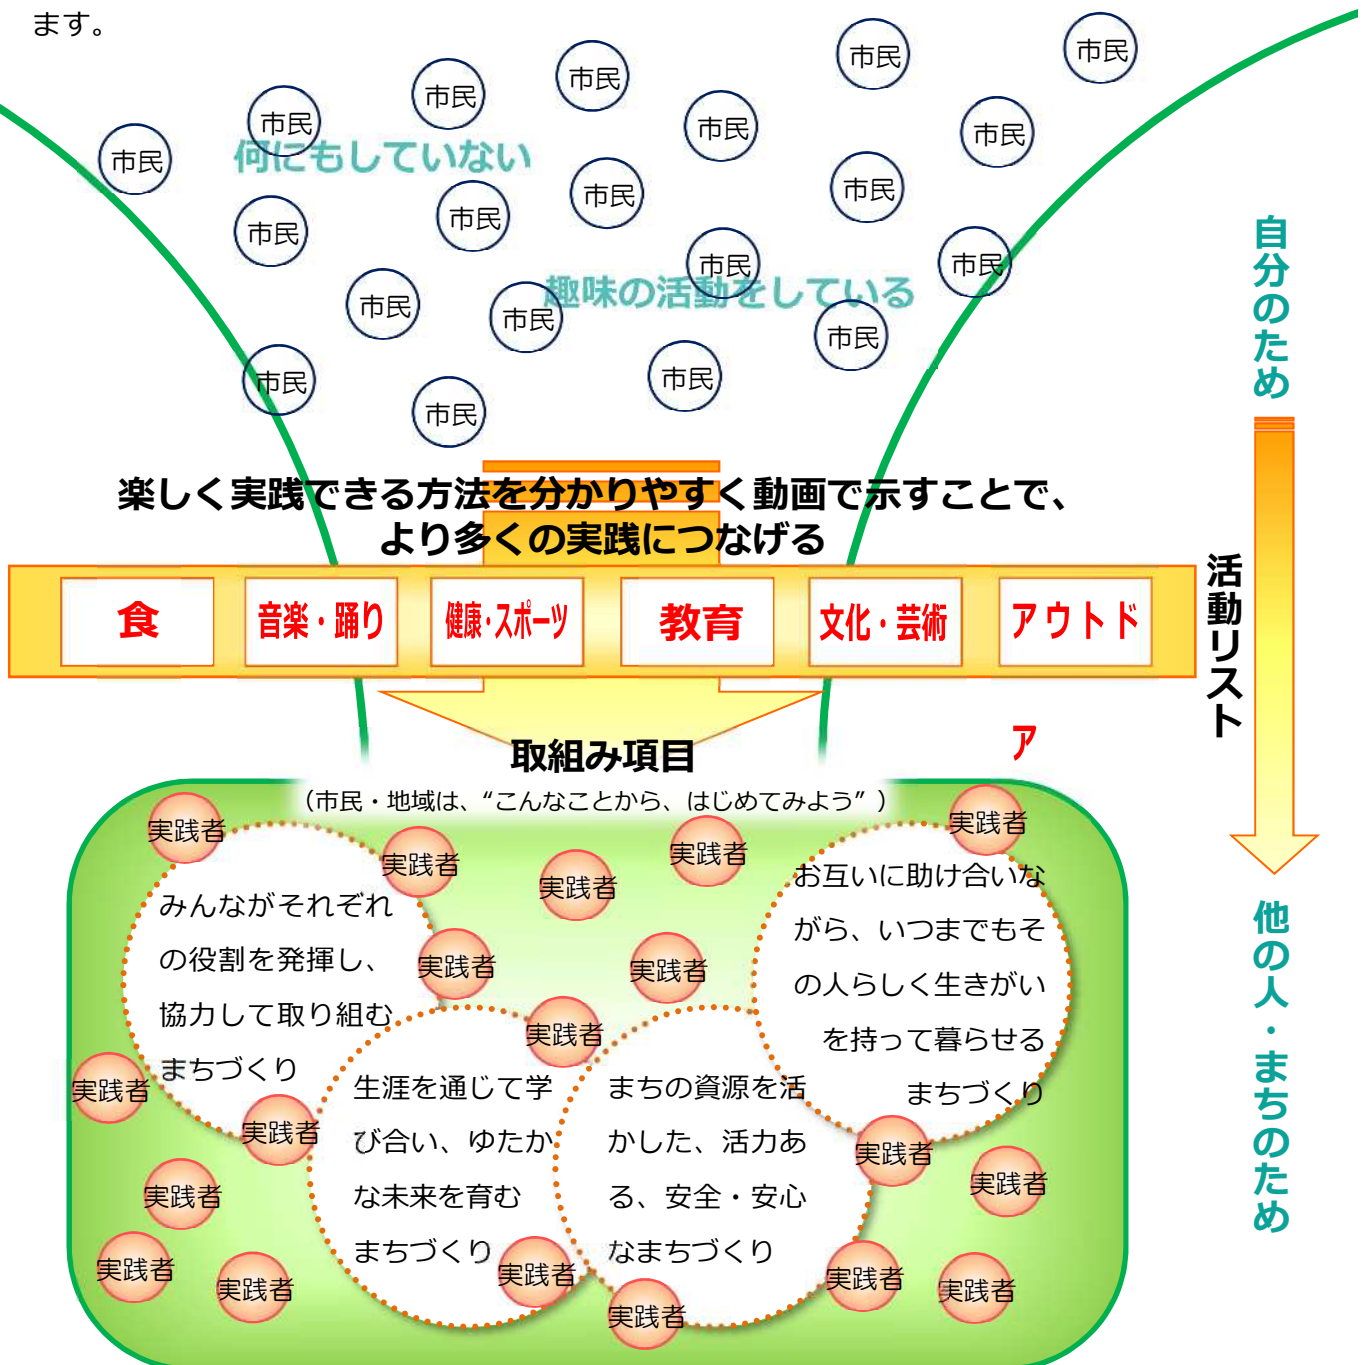 ます。
市民
市民
市民
市民
市民
市民
市民
市民
市民
何にもしていない
市民
市民
市民
市民
市民
市民
趣味の活動をしている
市民
市民
市民
市民
市民
市民
自分のため
楽しく実践できる方法を分かりやすく動画で示すことで、
より多くの実践につなげる
食
音楽・踊り
健康・スポーツ
教育
文化・芸術
アウトド
ア
活動リスト
取組み項目
（市民・地域は、“こんなことから、はじめてみよう” ）
実践者
実践者
実践者
実践者
実践者
みんながそれぞれ
の役割を発揮し、
協力して取り組む
まちづくり
お互いに助け合いな
がら、いつまでもそ
の人らしく生きがい
を持って暮らせる
まちづくり
実践者
実践者
実践者
実践者
実践者
生涯を通じて学
び合い、ゆたか
な未来を育む
まちづくり
まちの資源を活
かした、活力あ
る、安全・安心
なまちづくり
実践者
実践者
実践者
実践者
実践者
実践者
実践者
実践者
実践者
他の人・まちのため